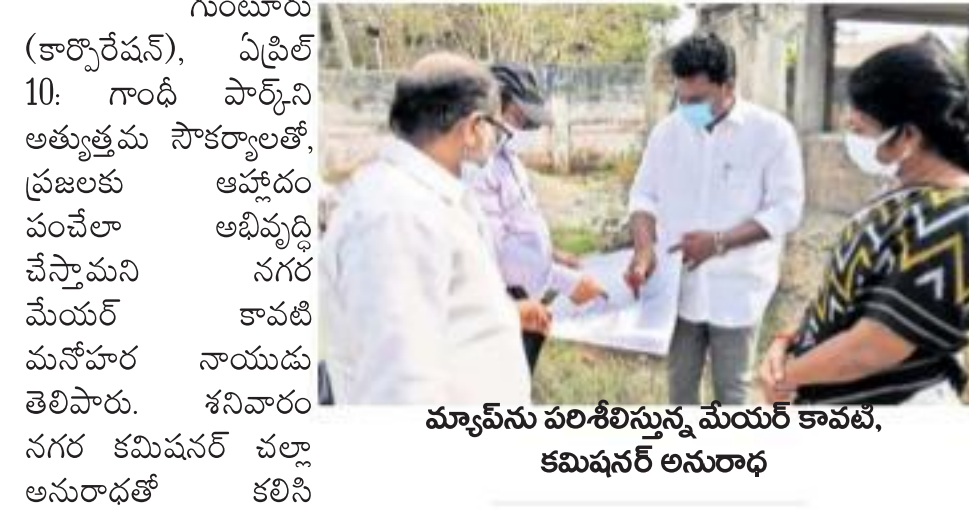 గుంటూరు
(కార్పొరేషన్), ఏప్రిల్
10: గాంధీ పార్క్‌ని
అత్యుత్తమ సౌకర్యాలతో,
ప్రజలకు ఆహ్లాదం
పంచేలా అభివృద్ధి
చేస్తామని నగర
మేయర్ కావటి
మనోహర నాయుడు
తెలిపారు. శనివారం
నగర కమిషనర్ చల్లా
అనురాధతో కలిసి
మ్యాప్‌ను పరిశీలిస్తున్న మేయర్ కావటి,
కమిషనర్ అనురాధ